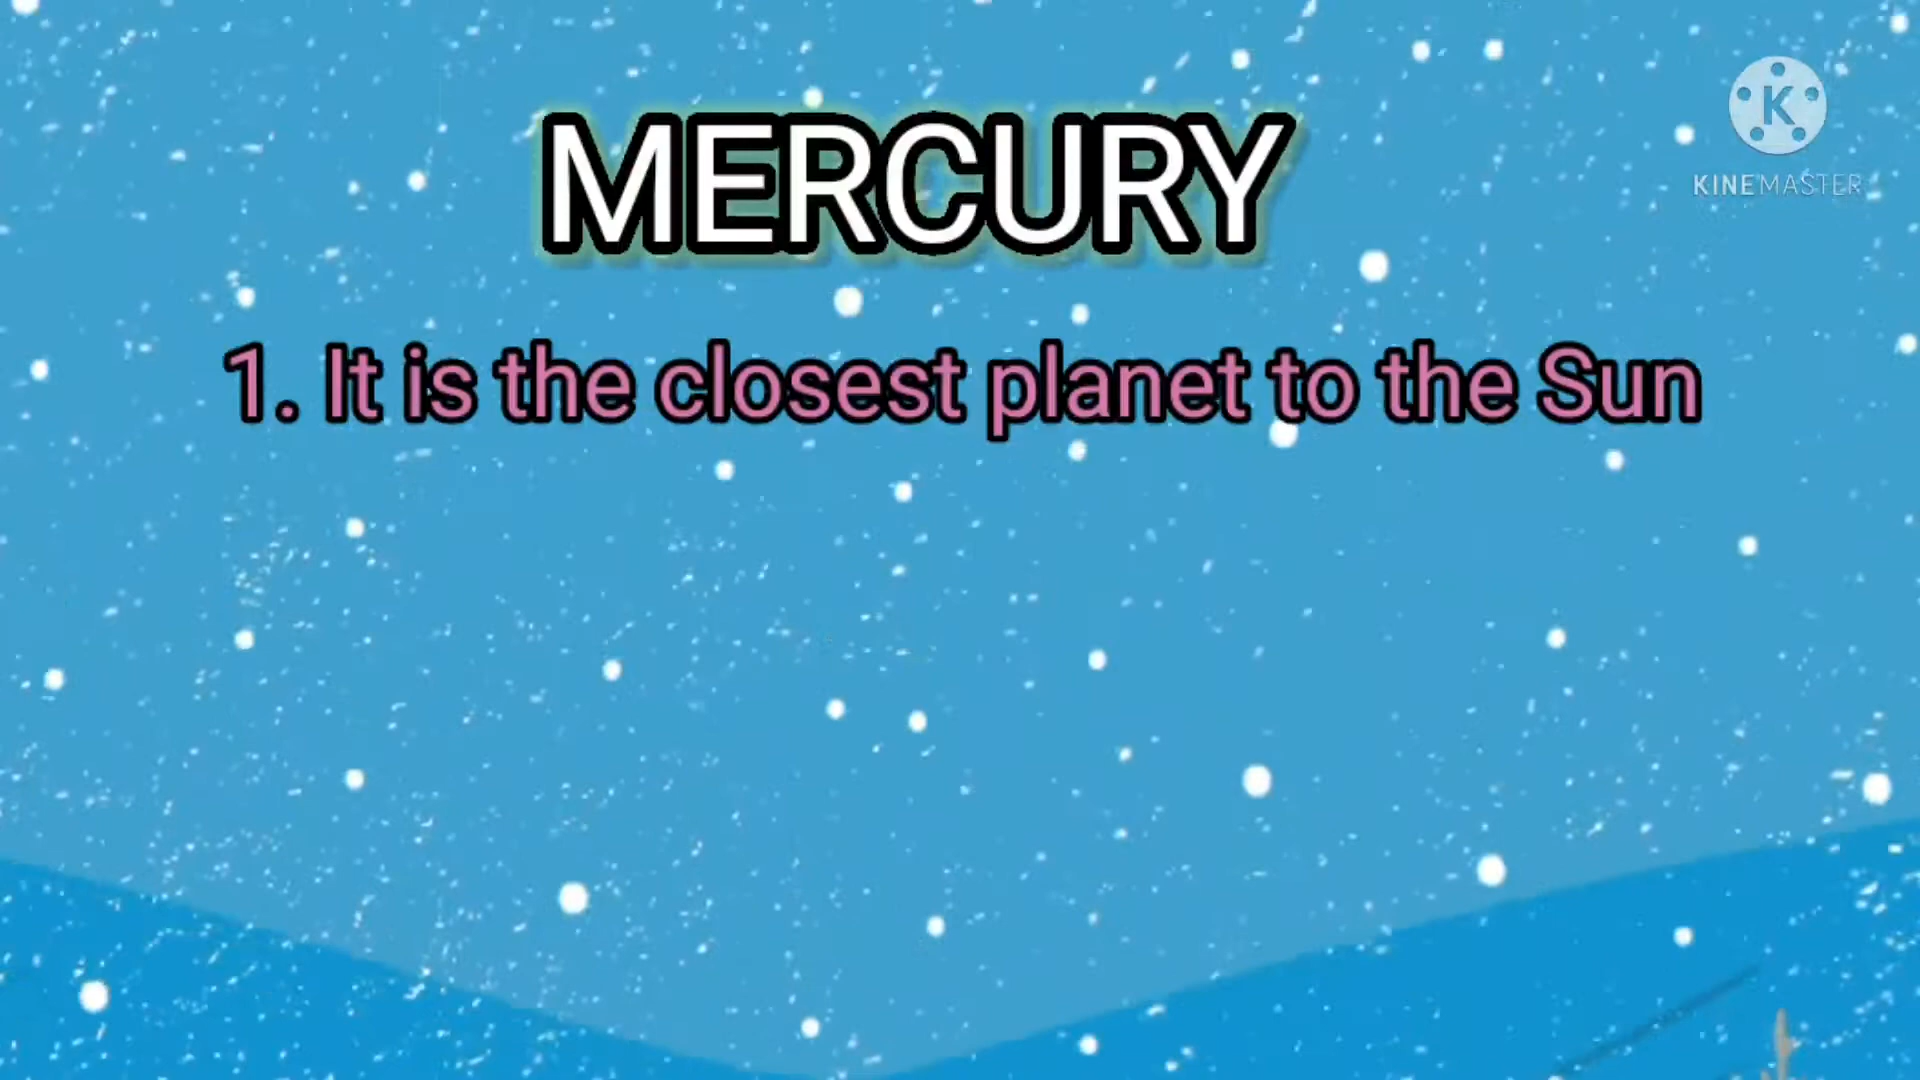 MERCURY
K
KINEMASTER
1. It is the closest planet to the Sun